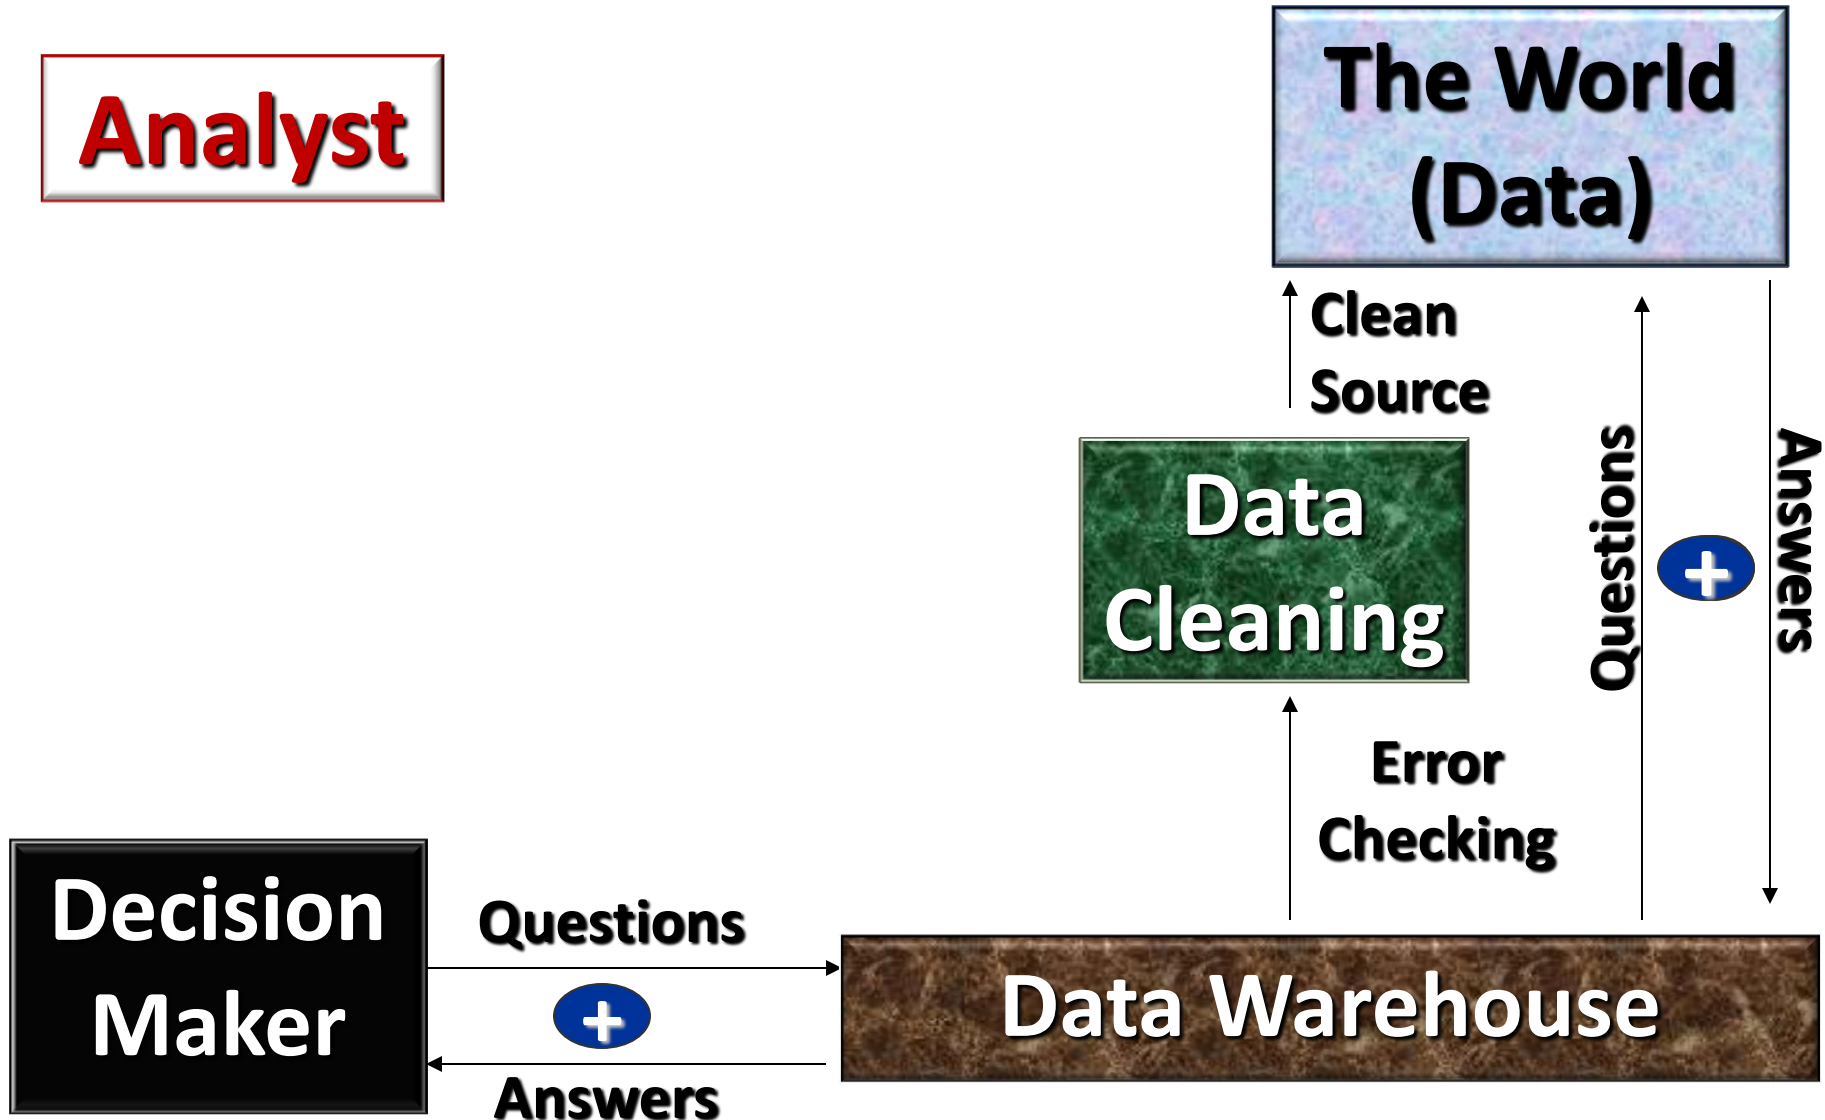 Analyst
The World
(Data)
Clean
Source
Data
Cleaning
Questions
+
Answers
Error
Checking
Decision
Maker
Questions
+
Answers
Data Warehouse